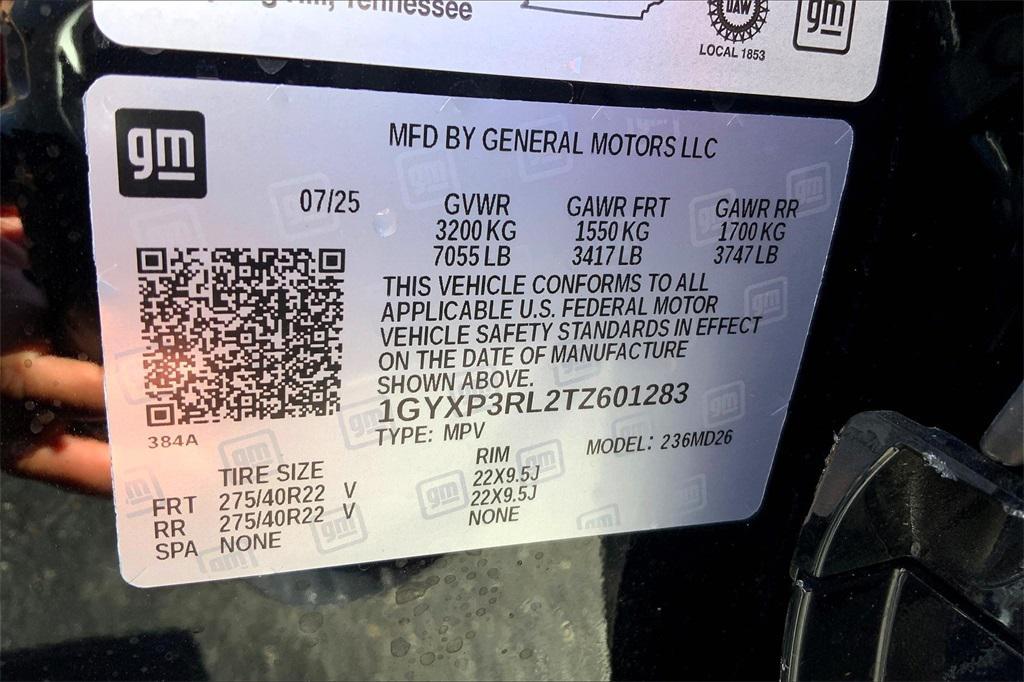 Hill, Tennessee
UAW
LOCAL 1853
gm
gm
MFD BY GENERAL MOTORS LLC
07/25
GVWR GAWR FRT GAWR RR
3200 KG 1550 KG 1700 KG
7055 LB 3417 LB 3747 LB
THIS VEHICLE CONFORMS TO ALL
APPLICABLE U.S. FEDERAL MOTOR
VEHICLE SAFETY STANDARDS IN EFFECT
ON THE DATE OF MANUFACTURE
SHOWN ABOVE.
1GYXP3RL2TZ601283
384A
TYPE: MPV MODEL: 236MD26
TIRE SIZE RIM
FRT 275/40R22 V 22X9.5J
RR 275/40R22 V 22X9.5J
SPA NONE NONE